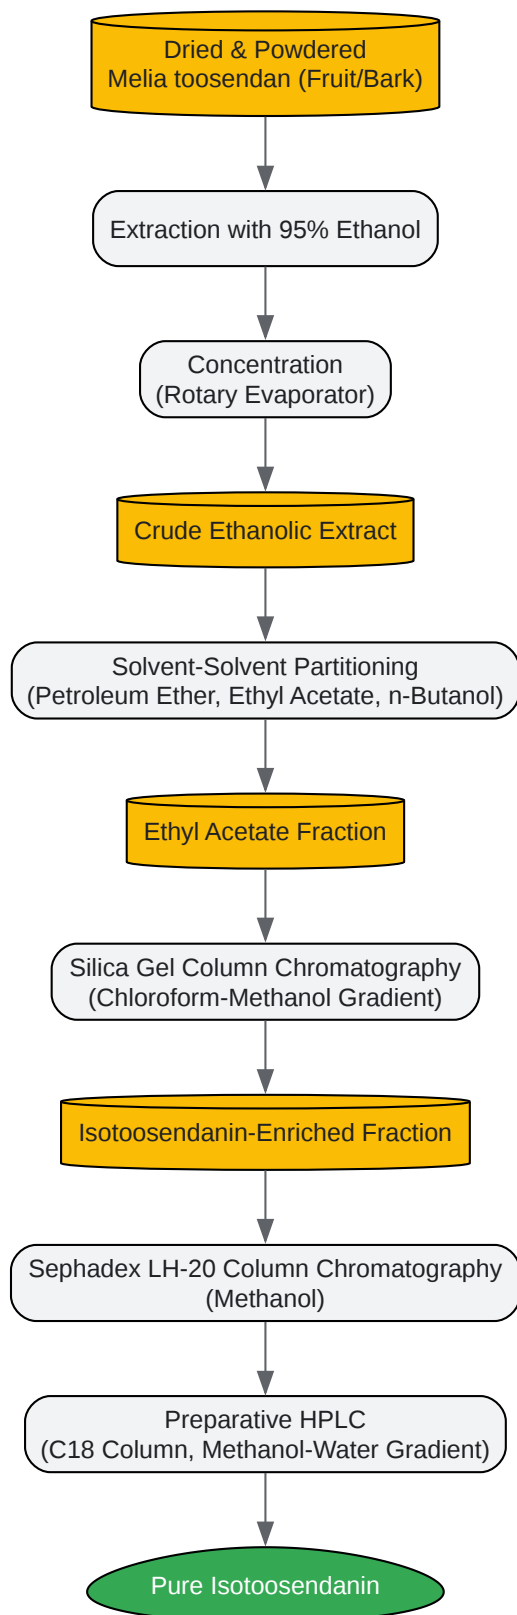 Dried & Powdered
Melia toosendan (Fruit/Bark)
Extraction with 95% Ethanol
Concentration
(Rotary Evaporator)
Crude Ethanolic Extract
Solvent-Solvent Partitioning
(Petroleum Ether, Ethyl Acetate, n-Butanol)
Ethyl Acetate Fraction
Silica Gel Column Chromatography
(Chloroform-Methanol Gradient)
Isotoosendanin-Enriched Fraction
Sephadex LH-20 Column Chromatography
(Methanol)
Preparative HPLC
(C18 Column, Methanol-Water Gradient)
Pure Isotoosendanin